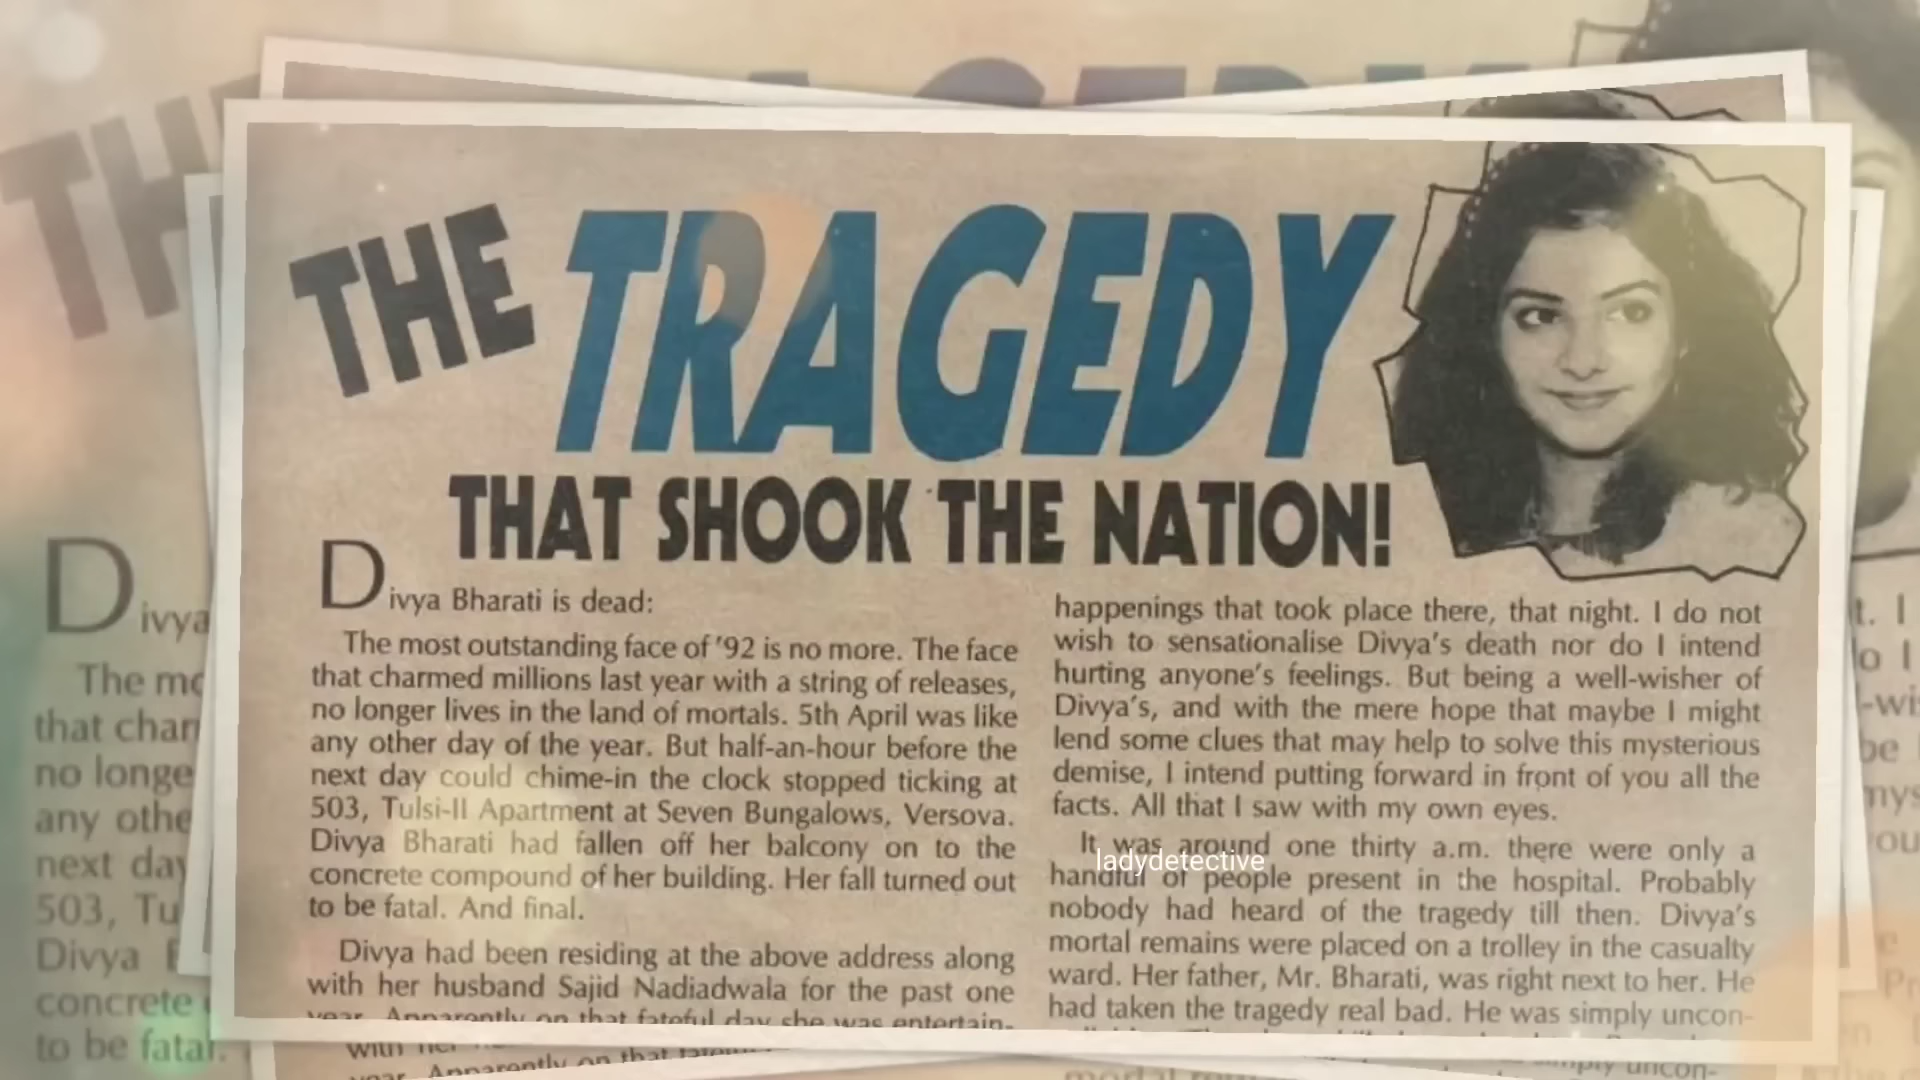 THE TRAGEDY
THAT SHOOK THE NATION!
Divya Bharati is dead:
The most outstanding face of '92 is no more. The face
that charmed millions last year with a string of releases,
no longer lives in the land of mortals. 5th April was like
any other day of the year. But half-an-hour before the
next day could chime-in the clock stopped ticking at
503, Tulsi-II Apartment at Seven Bungalows, Versova.
Divya Bharati had fallen off her balcony on to the
concrete compound of her building. Her fall turned out
to be fatal. And final.
Divya had been residing at the above address along
with her husband Sajid Nadiadwala for the past one
year. Apparently on that fateful day she was entertain-
happenings that took place there, that night. I do not
wish to sensationalise Divya's death nor do I intend
hurting anyone's feelings. But being a well-wisher of
Divya's, and with the mere hope that maybe I might
lend some clues that may help to solve this mysterious
demise, I intend putting forward in front of you all the
facts. All that I saw with my own eyes.
It was around one thirty a.m. there were only a
ladydetective
handful of people present in the hospital. Probably
nobody had heard of the tragedy till then. Divya's
mortal remains were placed on a trolley in the casualty
ward. Her father, Mr. Bharati, was right next to her. He
had taken the tragedy real bad. He was simply uncon-